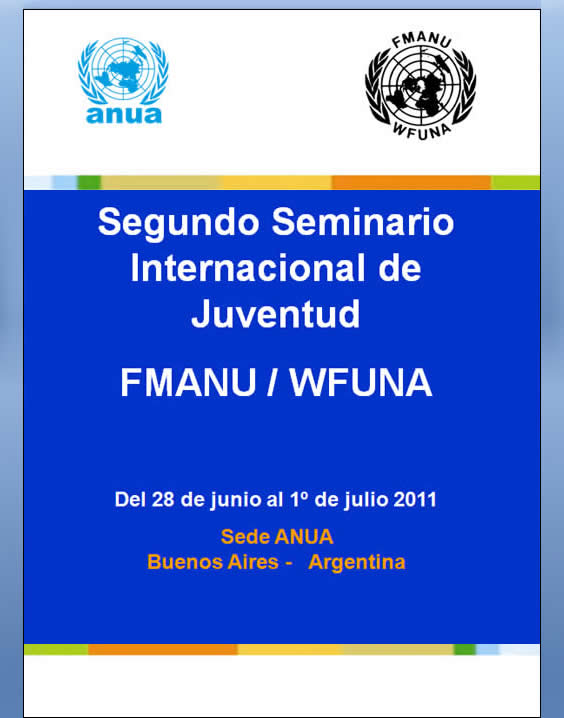 anua
FMANU
WFUNA
Segundo Seminario
Internacional de
Juventud
FMANU / WFUNA
Del 28 de junio al 1º de julio 2011
Sede ANUA
Buenos Aires - Argentina